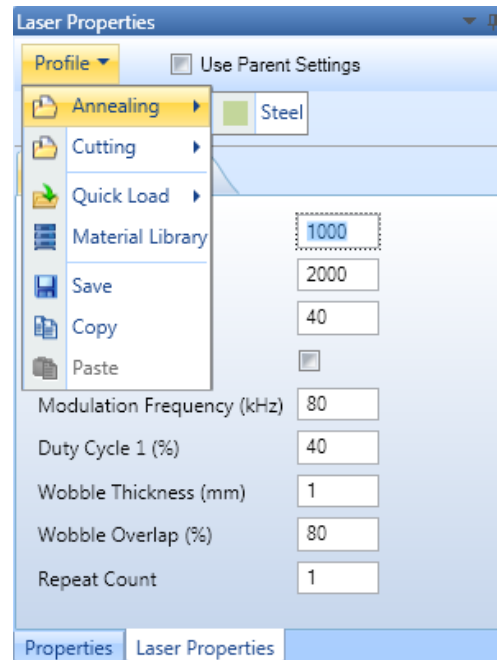 Laser Properties
Profile Use Parent Settings
Annealing Steel
Cutting
Quick Load
Material Library 1000
Save 2000
Copy 40
Paste
Modulation Frequency (kHz) 80
Duty Cycle 1 (%) 40
Wobble Thickness (mm) 1
Wobble Overlap (%) 80
Repeat Count 1
Properties Laser Properties